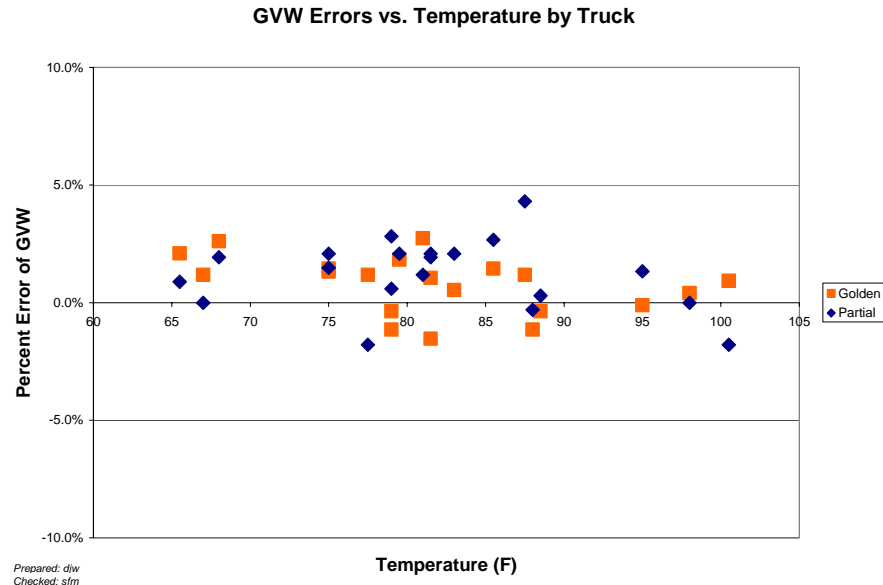 GVW Errors vs. Temperature by Truck
10.0%
5.0%
0.0%
-5.0%
-10.0%
60 65 70 75 80 85 90 95 100 105
Percent Error of GVW
Temperature (F)
Golden
Partial
Prepared: djw
Checked: sfm